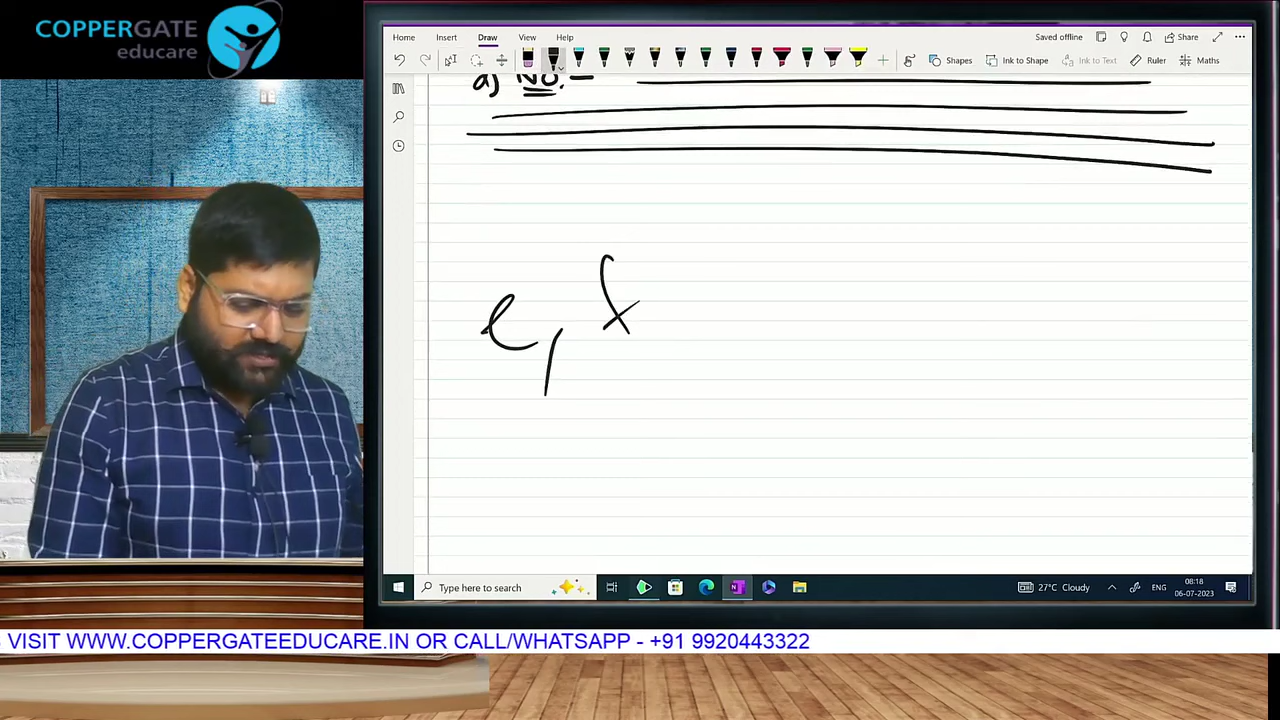 COPPERGATE
educare
Home Insert Draw View Help
Saved offline
Share
Shapes
Ink to Shape
Ink to Text
Ruler
Maths
a) No. -
e,
Type here to search
27°C Cloudy
ENG
08:18
06-07-2023
VISIT WWW.COPPERGATEEDUCARE.IN OR CALL/WHATSAPP - +91 9920443322